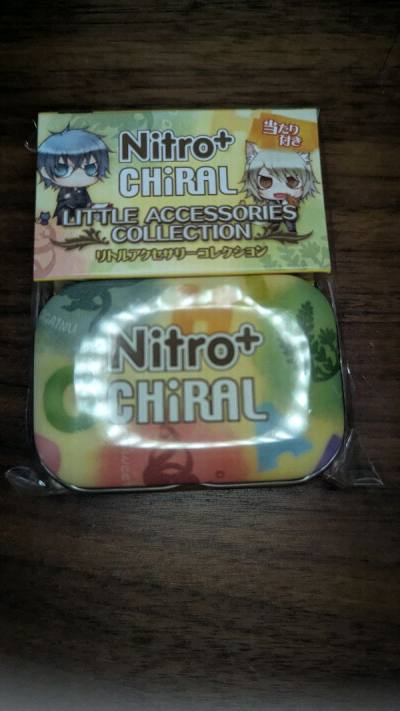 Nitro+
CHiRAL
当たり
付き
LITTLE ACCESSORIES
COLLECTION
リトルアクセサリーコレクション
Nitro+
CHiRAL